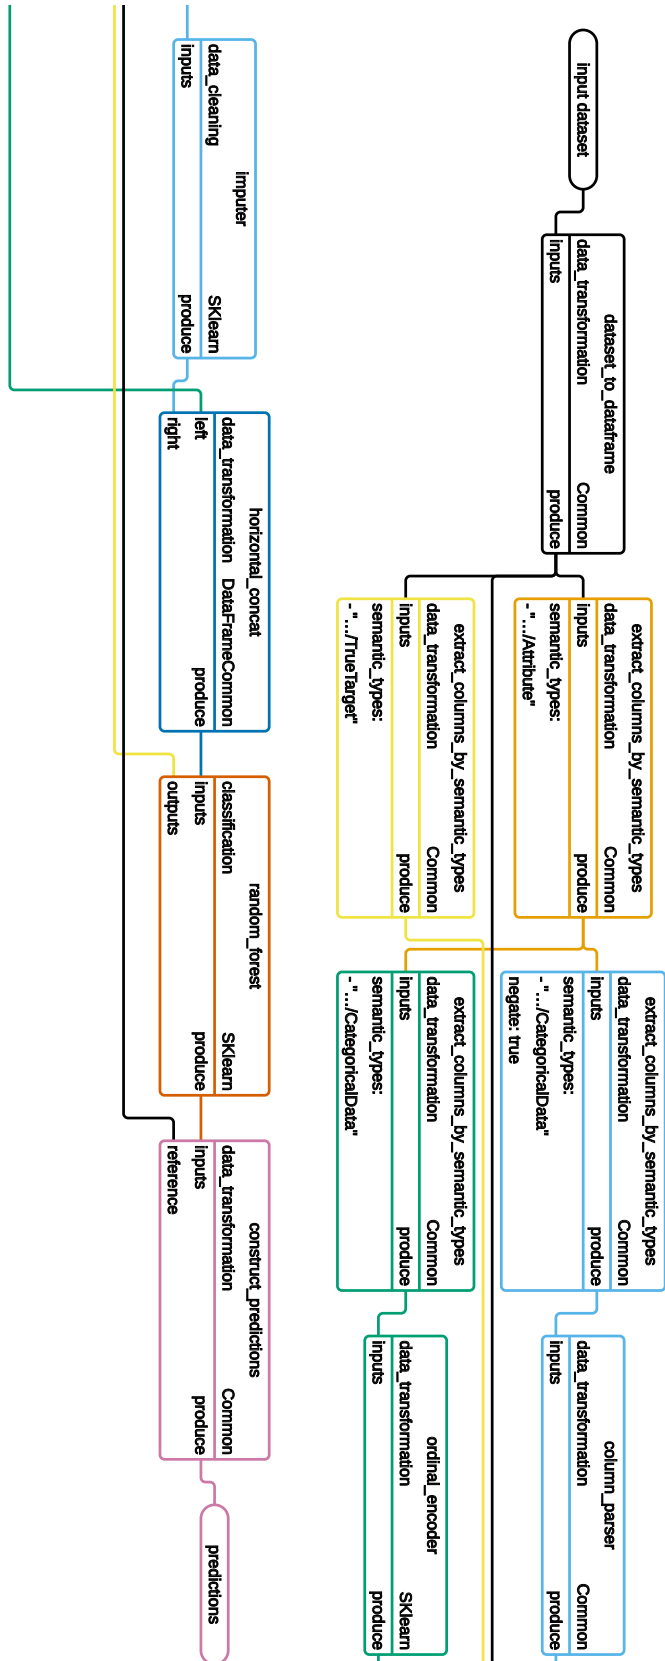 input dataset
dataset_to_dataframe
data_transformation Common
inputs produce
extract_columns_by_semantic_types
data_transformation Common
inputs produce
semantic_types:
- ".../Attribute"
extract_columns_by_semantic_types
data_transformation Common
inputs produce
semantic_types:
- ".../TrueTarget"
extract_columns_by_semantic_types
data_transformation Common
inputs produce
semantic_types:
- ".../CategoricalData"
negate: true
extract_columns_by_semantic_types
data_transformation Common
inputs produce
semantic_types:
- ".../CategoricalData"
column_parser
data_transformation Common
inputs produce
ordinal_encoder
data_transformation SKlearn
inputs produce
imputer
data_cleaning SKlearn
inputs produce
horizontal_concat
data_transformation DataFrameCommon
left produce
right
random_forest
classification SKlearn
inputs produce
outputs
construct_predictions
data_transformation Common
inputs produce
reference
predictions